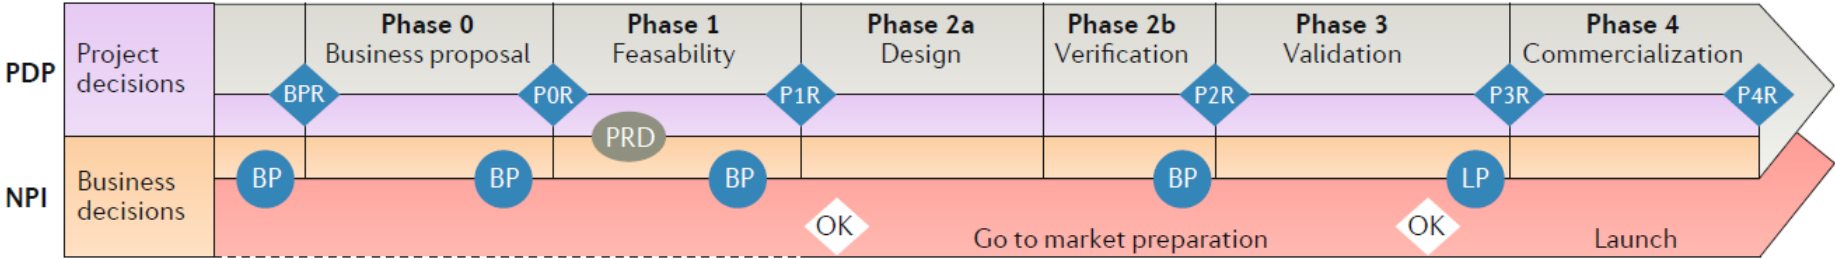 PDP
Project
decisions
Phase 0
Business proposal
Phase 1
Feasability
Phase 2a
Design
Phase 2b
Verification
Phase 3
Validation
Phase 4
Commercialization
BPR
P0R
P1R
P2R
P3R
P4R
PRD
NPI
Business
decisions
BP
BP
BP
BP
LP
OK
Go to market preparation
OK
Launch